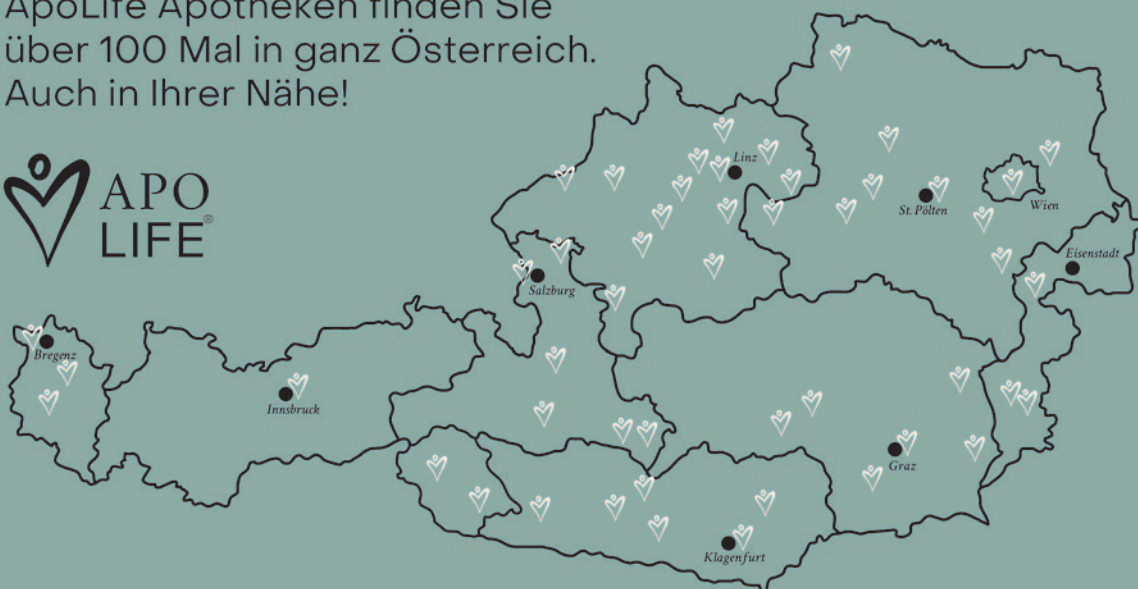 ApoLife Apotheken finden Sie
über 100 Mal in ganz Österreich.
Auch in Ihrer Nähe!
APO
LIFE®
Linz
St. Pölten
Wien
Eisenstadt
Salzburg
Bregenz
Innsbruck
Graz
Klagenfurt